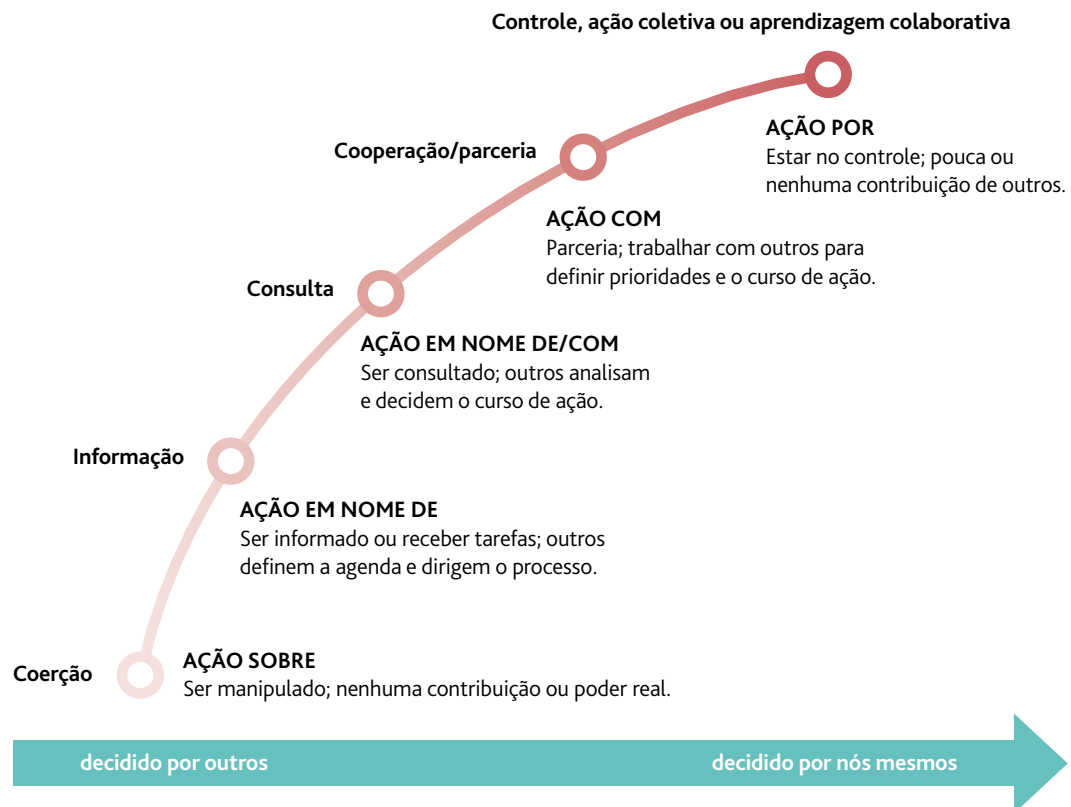 Controle, ação coletiva ou aprendizagem colaborativa
AÇÃO POR
Estar no controle; pouca ou
nenhuma contribuição de outros.
Cooperação/parceria
AÇÃO COM
Parceria; trabalhar com outros para
definir prioridades e o curso de ação.
Consulta
AÇÃO EM NOME DE/COM
Ser consultado; outros analisam
e decidem o curso de ação.
Informação
AÇÃO EM NOME DE
Ser informado ou receber tarefas; outros
definem a agenda e dirigem o processo.
Coerção
AÇÃO SOBRE
Ser manipulado; nenhuma contribuição ou poder real.
decidido por outros
decidido por nós mesmos